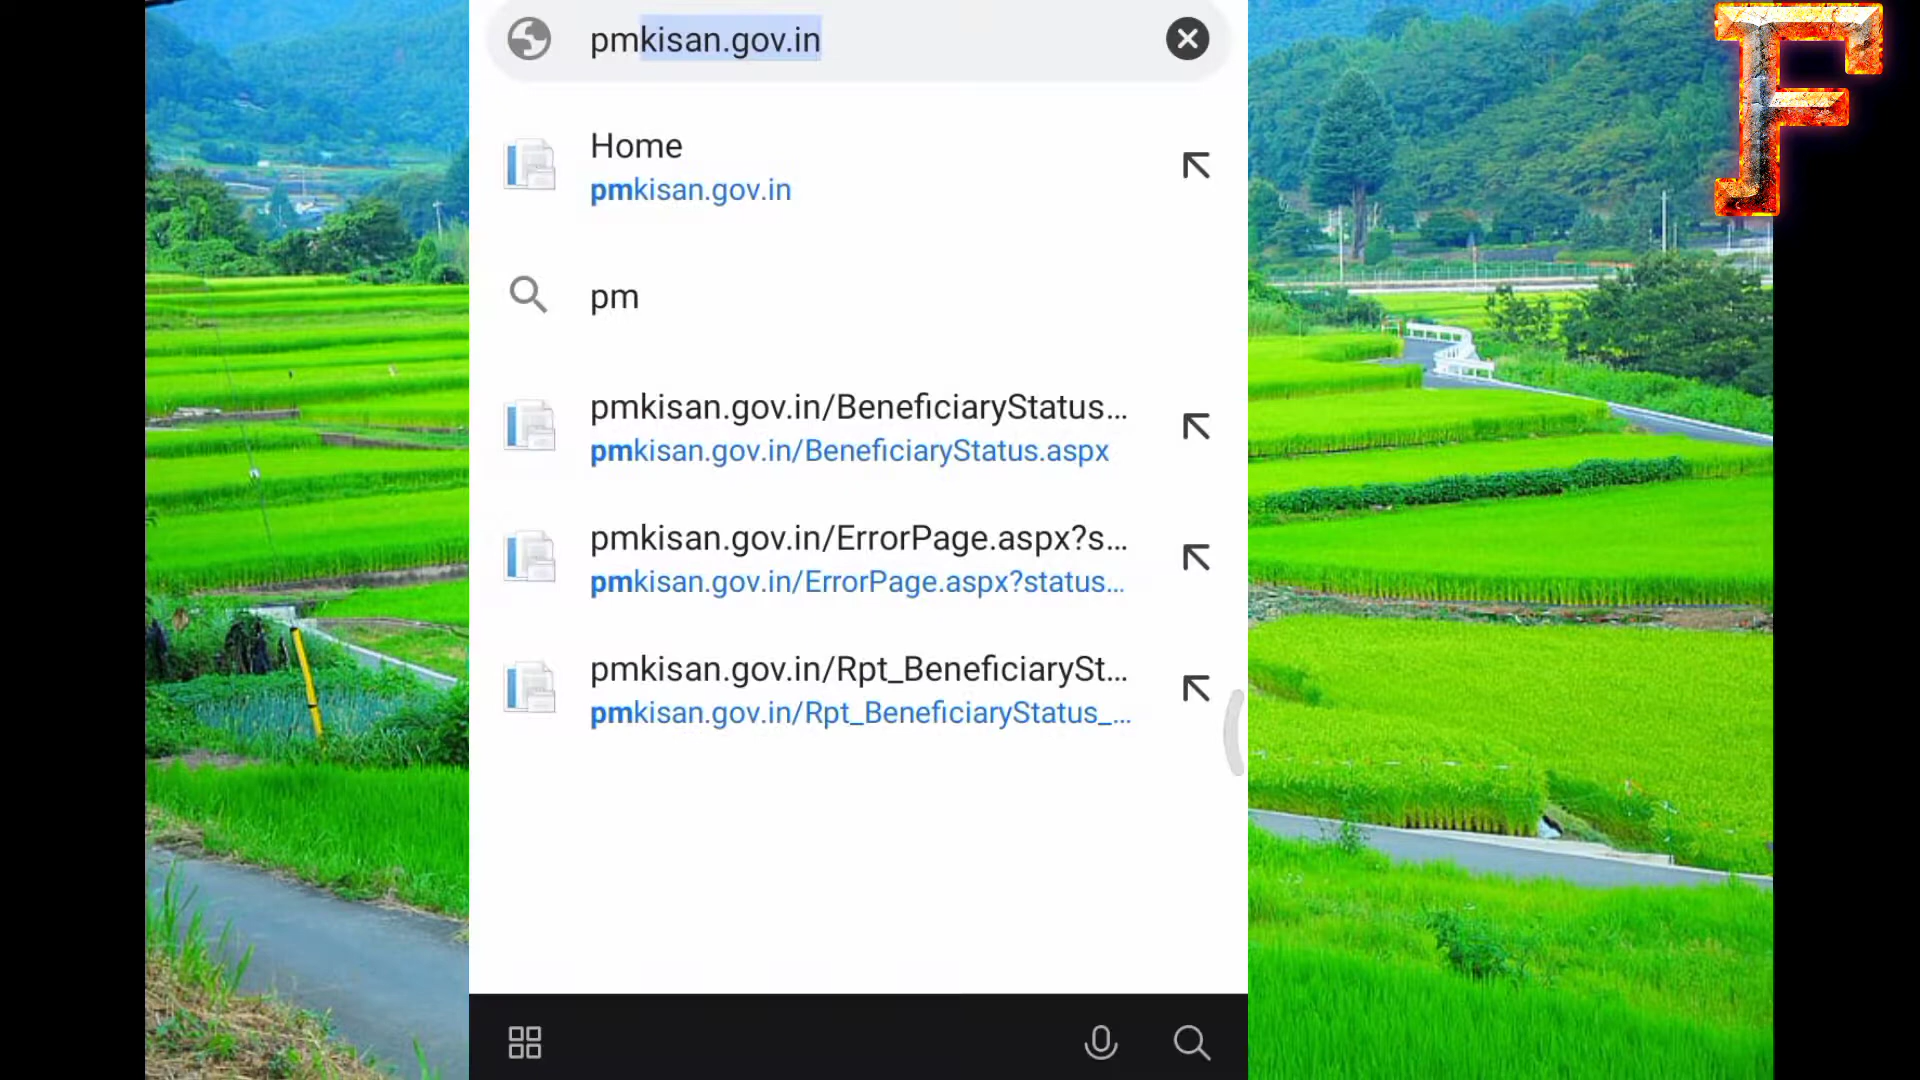 pmkisan.gov.in
Home
pmkisan.gov.in
pm
pmkisan.gov.in/BeneficiaryStatus...
pmkisan.gov.in/BeneficiaryStatus.aspx
pmkisan.gov.in/ErrorPage.aspx?s...
pmkisan.gov.in/ErrorPage.aspx?status...
pmkisan.gov.in/Rpt_BeneficiarySt...
pmkisan.gov.in/Rpt_BeneficiaryStatus_...
F